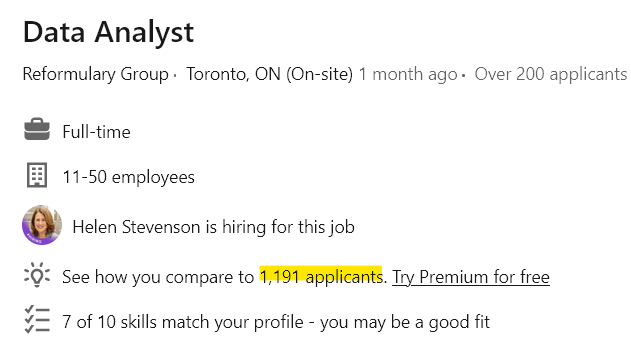 Data Analyst
Reformulary Group · Toronto, ON (On-site) 1 month ago · Over 200 applicants
Full-time
11-50 employees
Helen Stevenson is hiring for this job
See how you compare to 1,191 applicants. Try Premium for free
7 of 10 skills match your profile - you may be a good fit